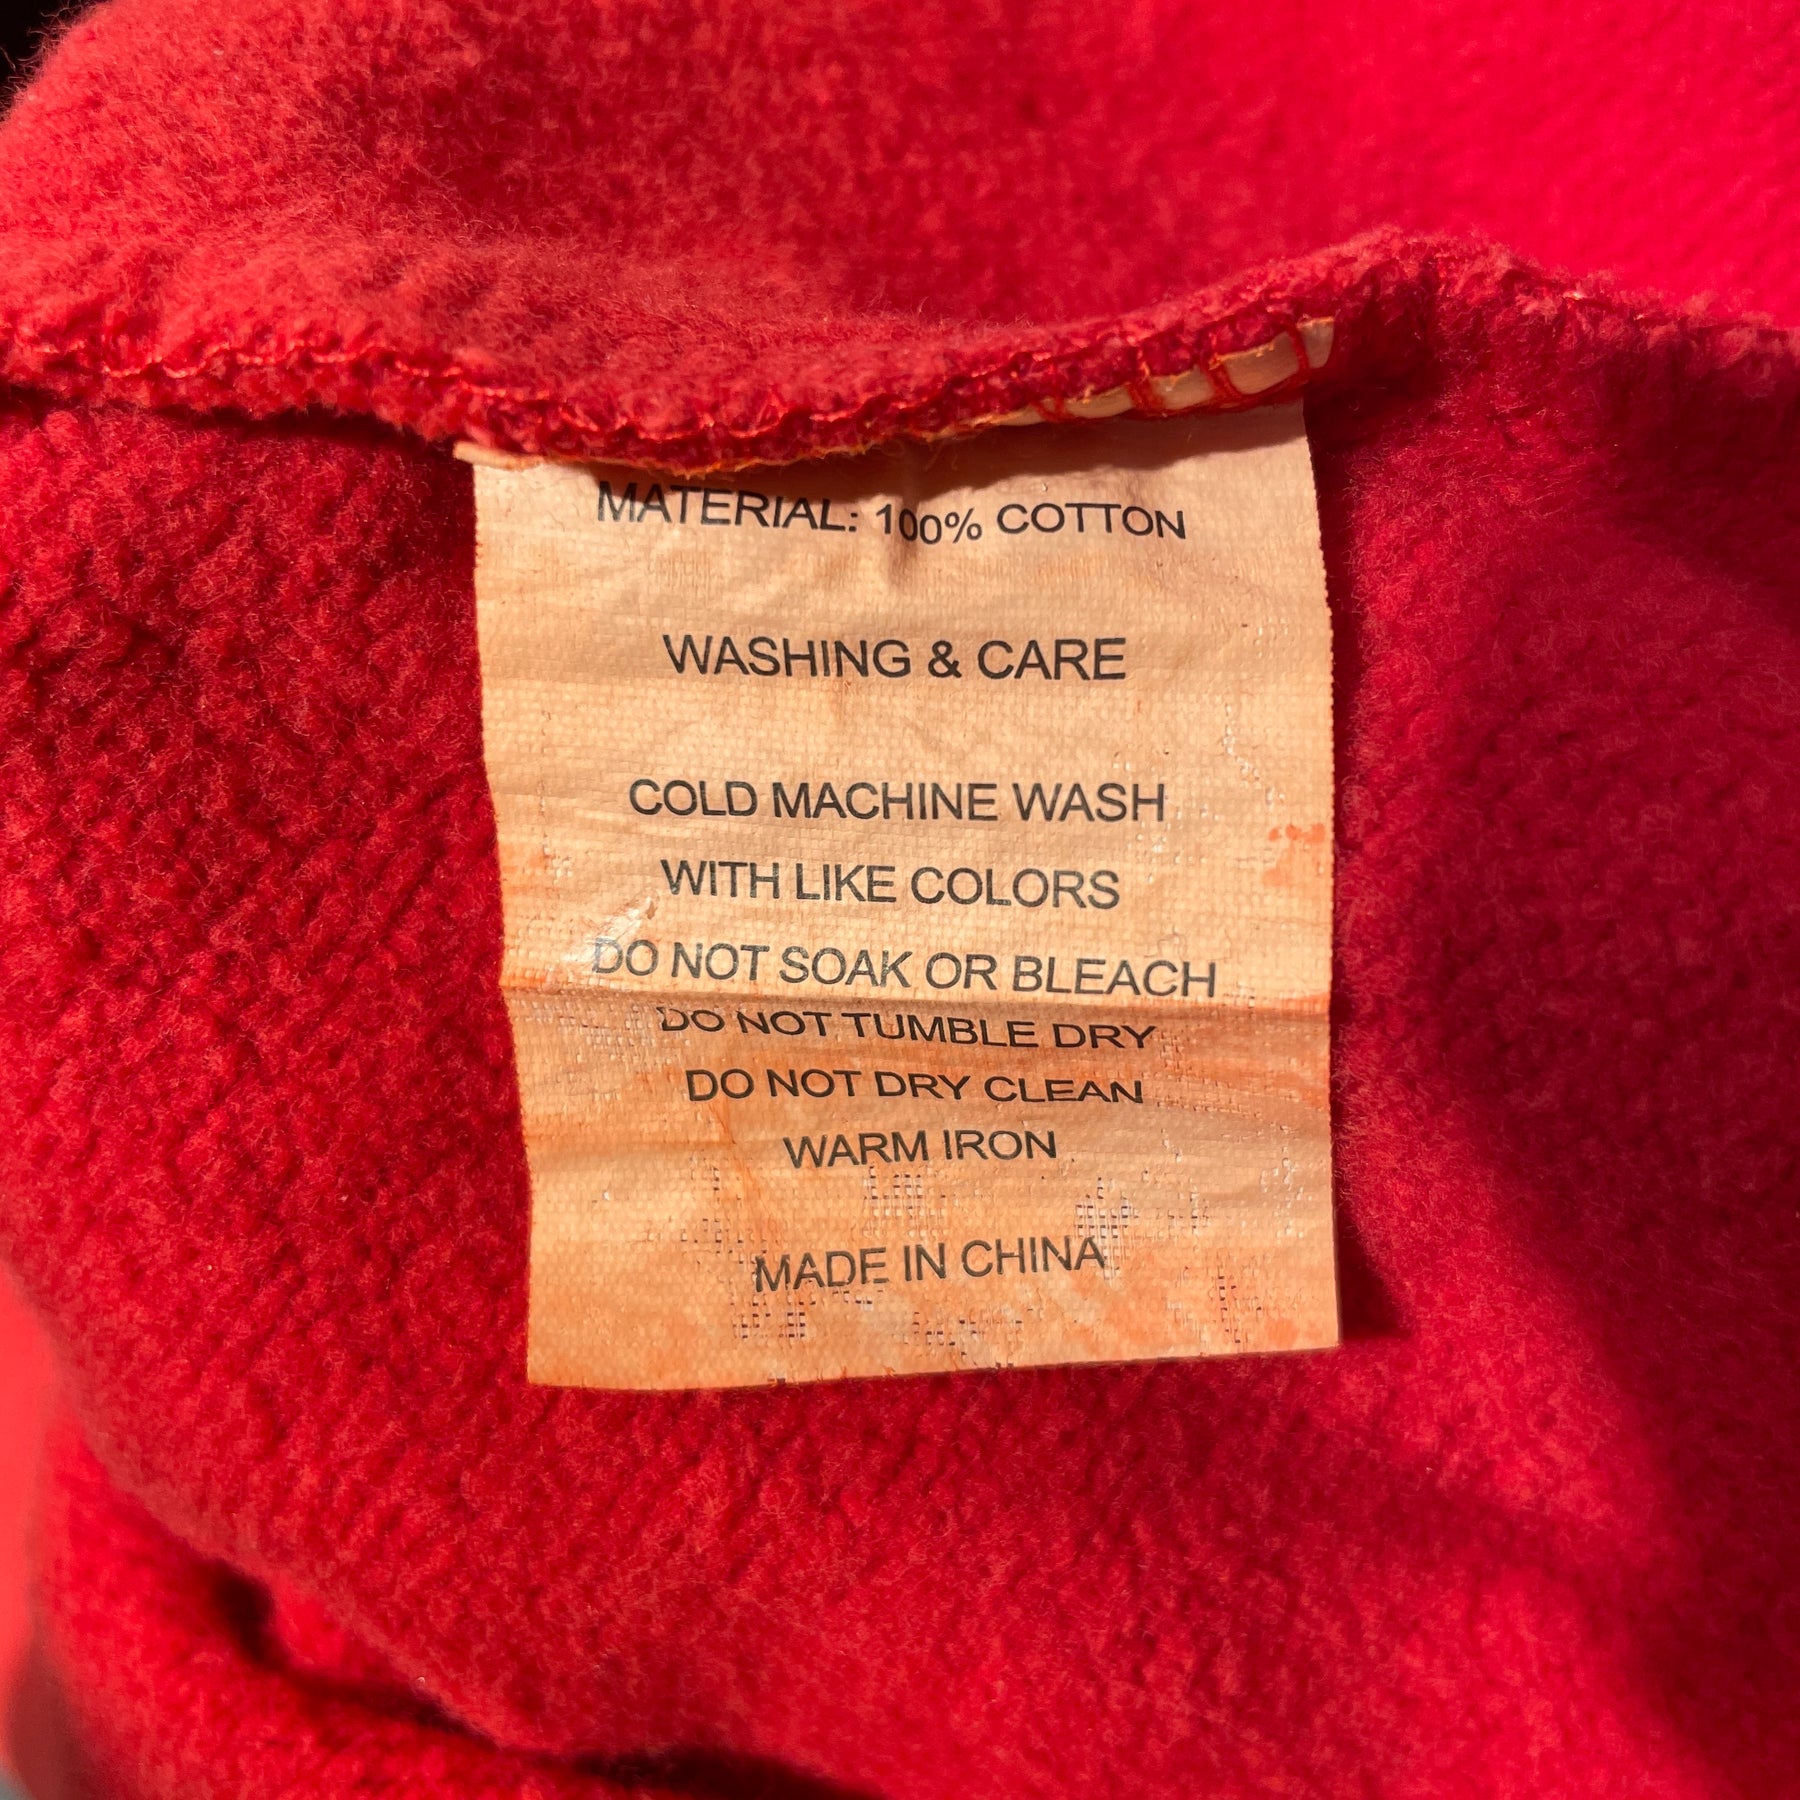 MATERIAL: 100% COTTON
WASHING & CARE
COLD MACHINE WASH
WITH LIKE COLORS
DO NOT SOAK OR BLEACH
DO NOT TUMBLE DRY
DO NOT DRY CLEAN
WARM IRON
MADE IN CHINA